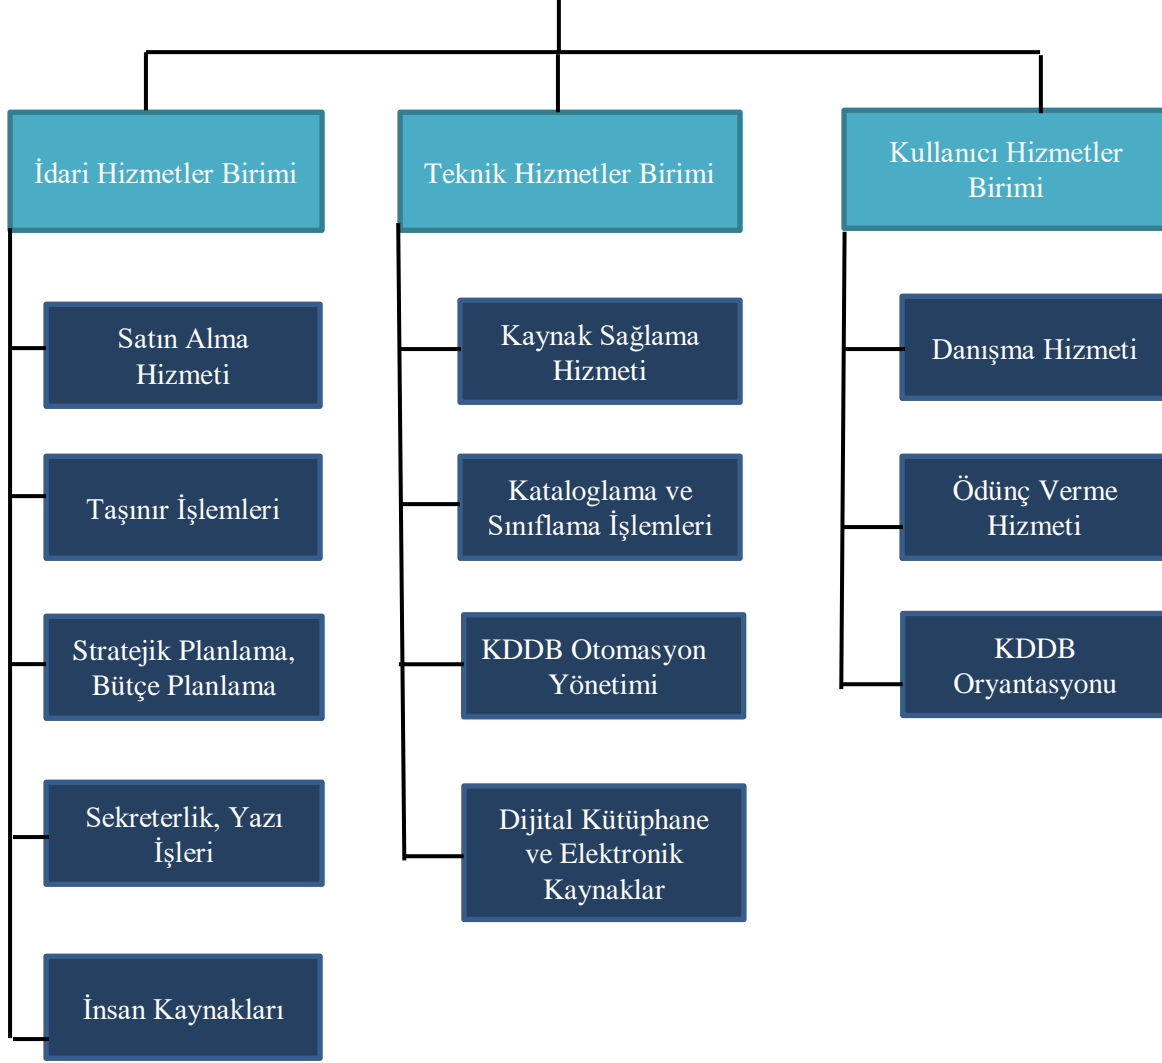 İdari Hizmetler Birimi
Teknik Hizmetler Birimi
Kullanıcı Hizmetler
Birimi
Satın Alma
Hizmeti
Taşınır İşlemleri
Stratejik Planlama,
Bütçe Planlama
Sekreterlik, Yazı
İşleri
İnsan Kaynakları
Kaynak Sağlama
Hizmeti
Kataloglama ve
Sınıflama İşlemleri
KDDB Otomasyon
Yönetimi
Dijital Kütüphane
ve Elektronik
Kaynaklar
Danışma Hizmeti
Ödünç Verme
Hizmeti
KDDB
Oryantasyonu